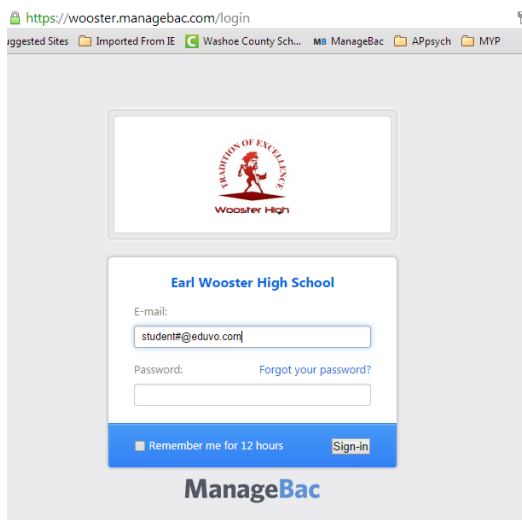 https://wooster.managebac.com/login
uggested Sites Imported From IE Washoe County Sch... MB ManageBac APpsych MYP
TRADITION OF EXCELLENCE
Wooster High
Earl Wooster High School
E-mail:
student#@eduvo.com
Password: Forgot your password?
Remember me for 12 hours Sign-in
ManageBac